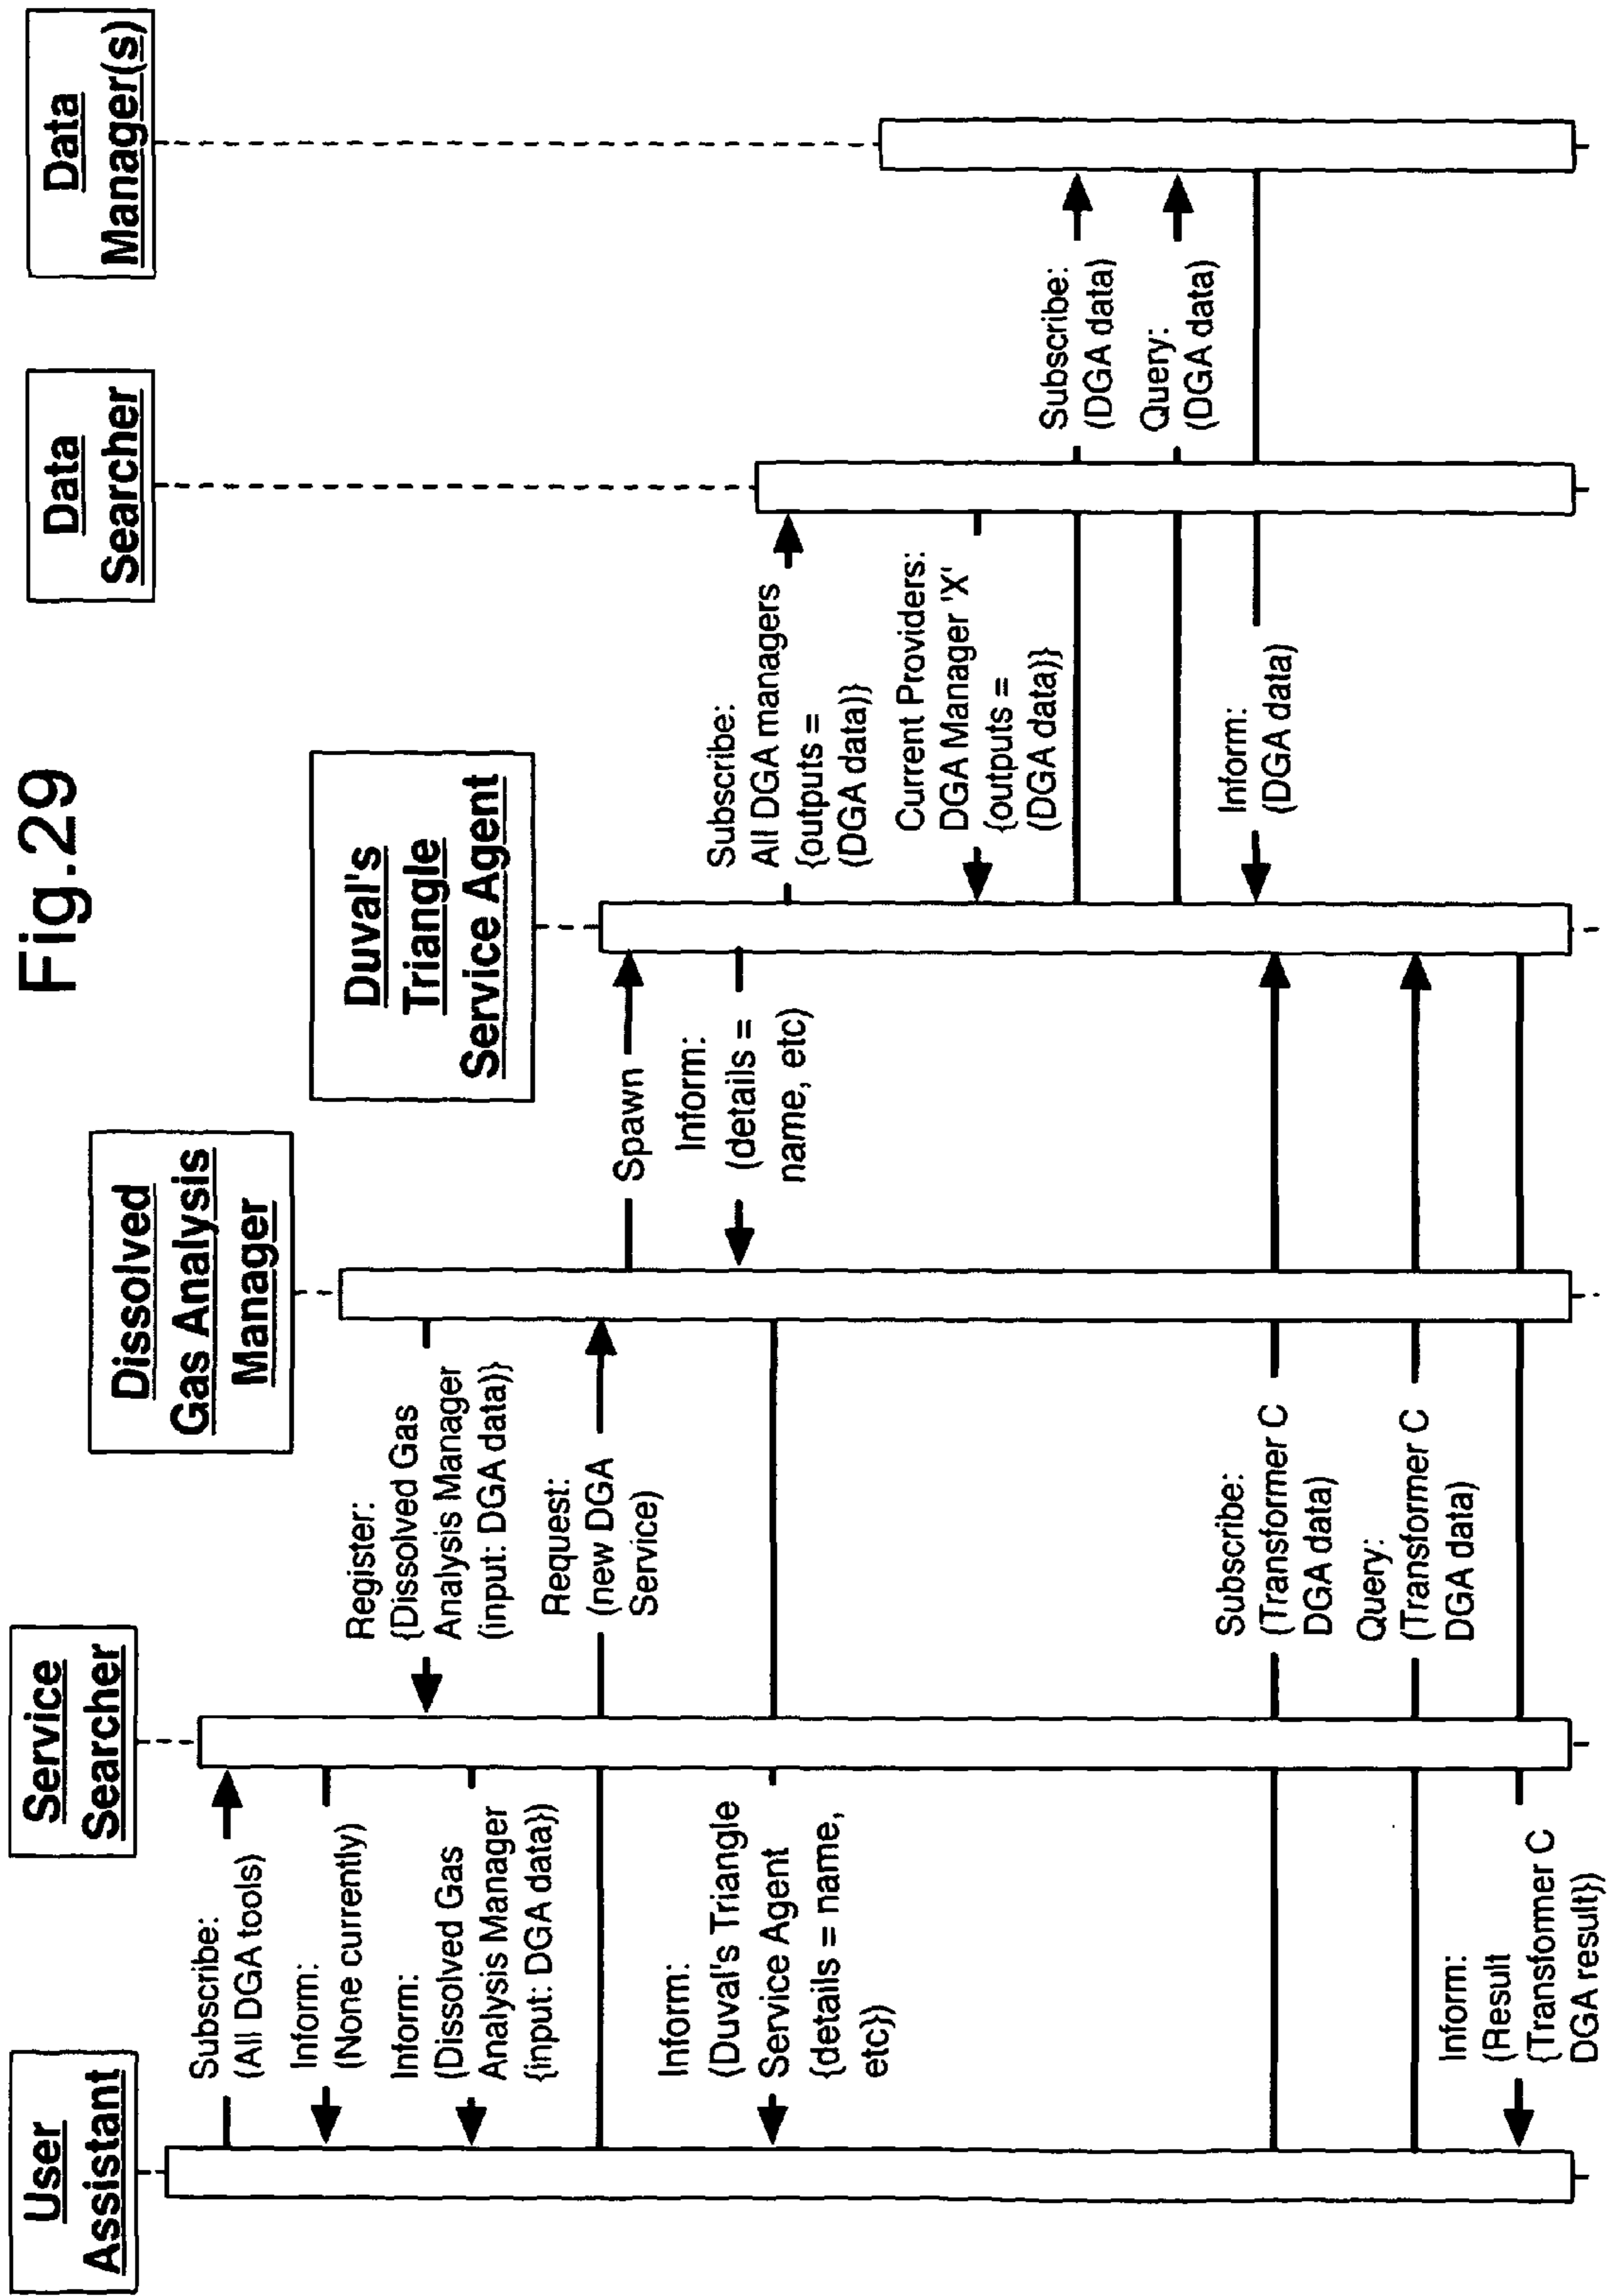 Fig.29
User
Assistant
Service
Searcher
Dissolved
Gas Analysis
Manager
Duval's
Triangle
Service Agent
Data
Searcher
Data
Manager(s)
Subscribe:
(All DGA tools)
Inform:
(None currently)
Register:
{Dissolved Gas
Analysis Manager
(input: DGA data)}
Inform:
(Dissolved Gas
Analysis Manager
{input: DGA data})
Request:
(new DGA
Service)
Spawn
Inform:
(details =
name, etc)
Inform:
(Duval's Triangle
Service Agent
{details = name,
etc})
Subscribe:
All DGA managers
{outputs =
(DGA data)}
Current Providers:
DGA Manager 'X'
{outputs =
(DGA data)}
Subscribe:
(DGA data)
Query:
(DGA data)
Inform:
(DGA data)
Subscribe:
(Transformer C
DGA data)
Query:
(Transformer C
DGA data)
Inform:
(Result
{Transformer C
DGA result})